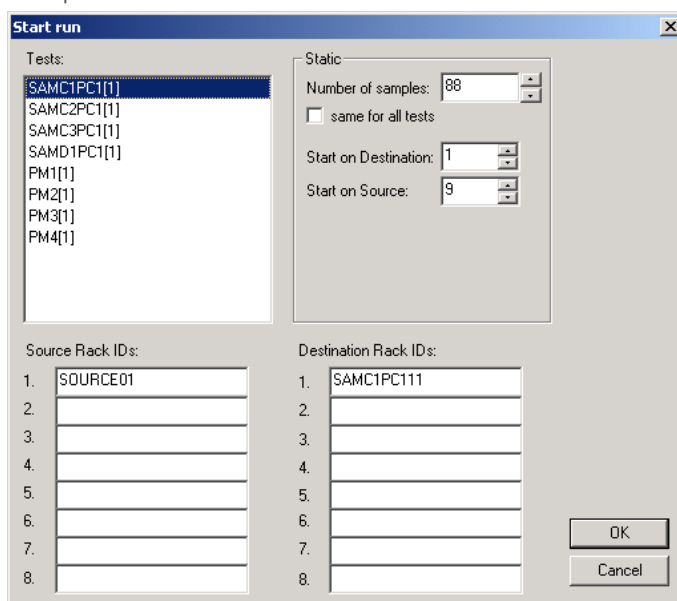 Start run
Tests:
SAMC1PC1[1]
SAMC2PC1[1]
SAMC3PC1[1]
SAMD1PC1[1]
PM1[1]
PM2[1]
PM3[1]
PM4[1]
Static
Number of samples: 88
same for all tests
Start on Destination: 1
Start on Source: 9
Source Rack IDs:
1. SOURCE01
2.
3.
4.
5.
6.
7.
8.
Destination Rack IDs:
1. SAMC1PC111
2.
3.
4.
5.
6.
7.
8.
OK
Cancel